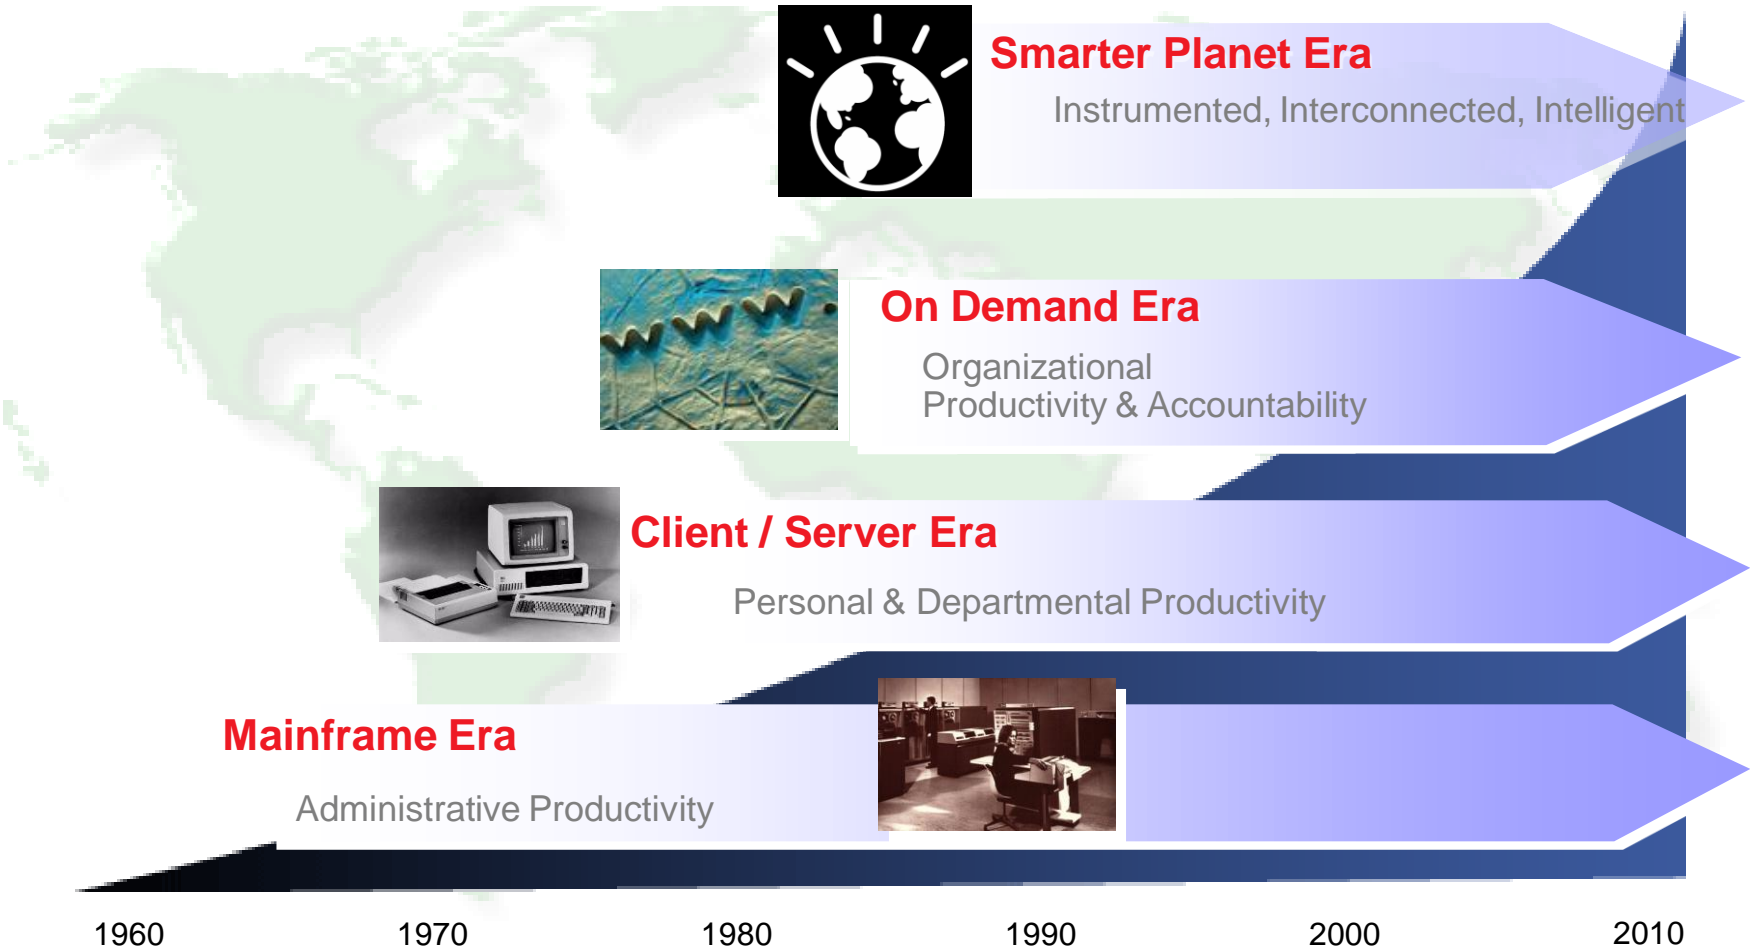 Smarter Planet Era
Instrumented, Interconnected, Intelligent
www.
On Demand Era
Organizational
Productivity & Accountability
Client / Server Era
Personal & Departmental Productivity
Mainframe Era
Administrative Productivity
1960 1970 1980 1990 2000 2010